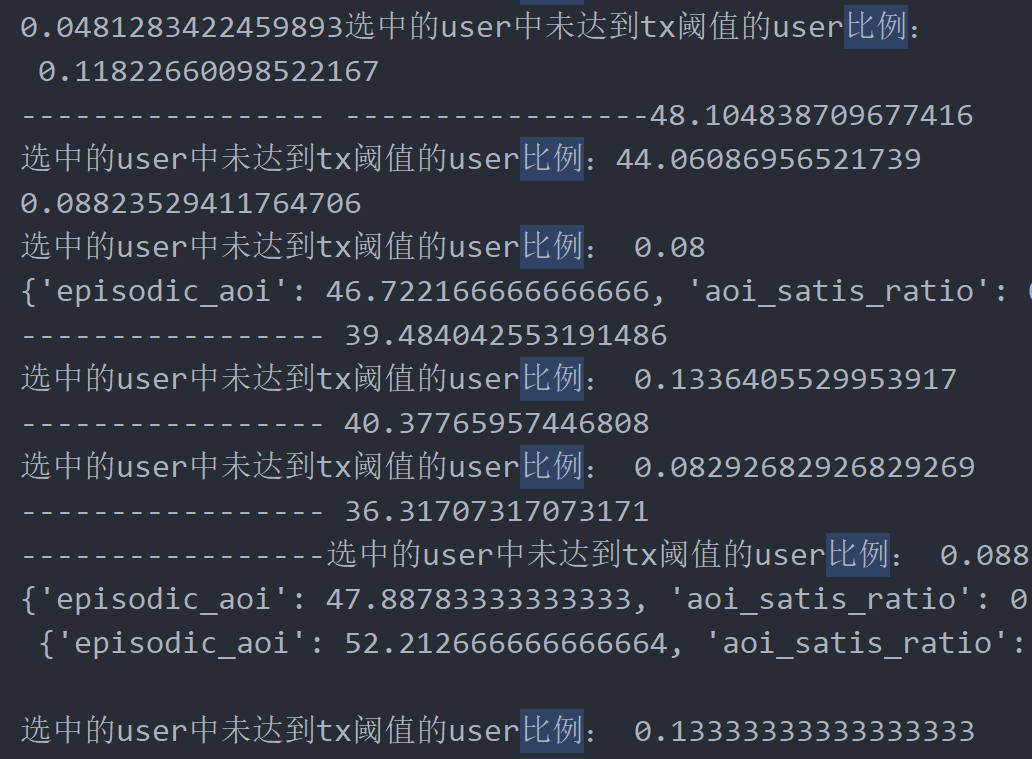 0.0481283422459893选中的user中未达到tx阈值的user比例：
0.11822660098522167
----------------- -----------------48.104838709677416
选中的user中未达到tx阈值的user比例：44.06086956521739
0.08823529411764706
选中的user中未达到tx阈值的user比例： 0.08
{'episodic_aoi': 46.722166666666666, 'aoi_satis_ratio':
----------------- 39.484042553191486
选中的user中未达到tx阈值的user比例： 0.1336405529953917
----------------- 40.37765957446808
选中的user中未达到tx阈值的user比例： 0.08292682926829269
----------------- 36.31707317073171
-----------------选中的user中未达到tx阈值的user比例： 0.088
{'episodic_aoi': 47.88783333333333, 'aoi_satis_ratio': 0
{'episodic_aoi': 52.212666666666664, 'aoi_satis_ratio':
选中的user中未达到tx阈值的user比例： 0.13333333333333333